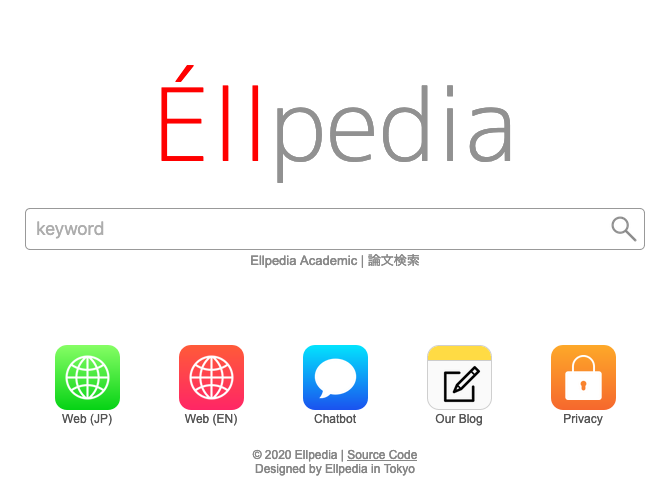 Éllpedia
keyword
Ellpedia Academic | 論文検索
Web (JP)
Web (EN)
Chatbot
Our Blog
Privacy
© 2020 Ellpedia | Source Code
Designed by Ellpedia in Tokyo